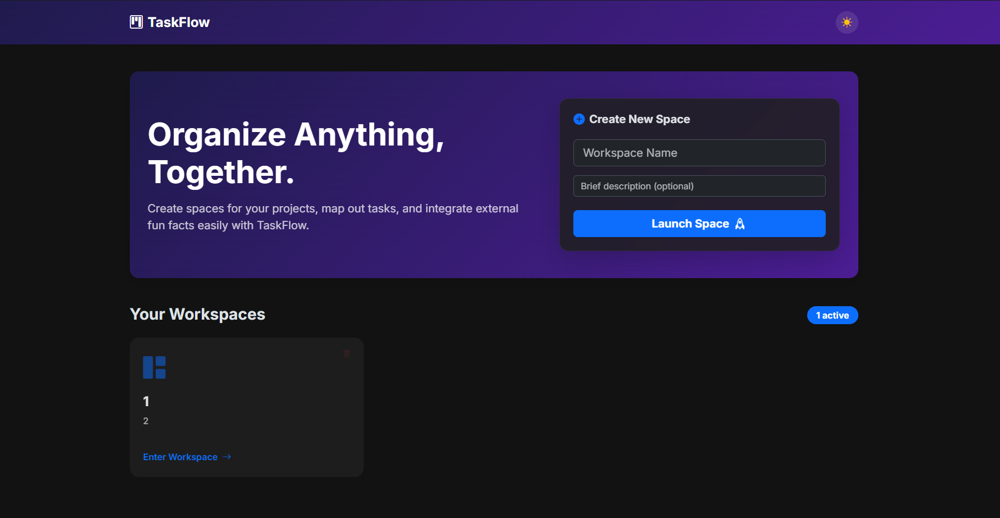 TaskFlow
Organize Anything,
Together.
Create spaces for your projects, map out tasks, and integrate external
fun facts easily with TaskFlow.
Create New Space
Workspace Name
Brief description (optional)
Launch Space
Your Workspaces
1 active
1
2
Enter Workspace